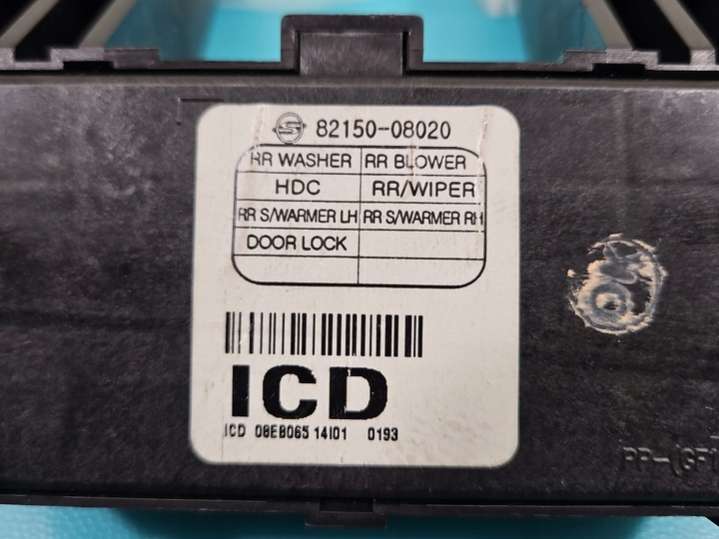 82150-08020
RR WASHER RR BLOWER
HDC RR/WIPER
RR S/WARMER LH RR S/WARMER RH
DOOR LOCK
ICD
ICD 08EB065 14I01 0193